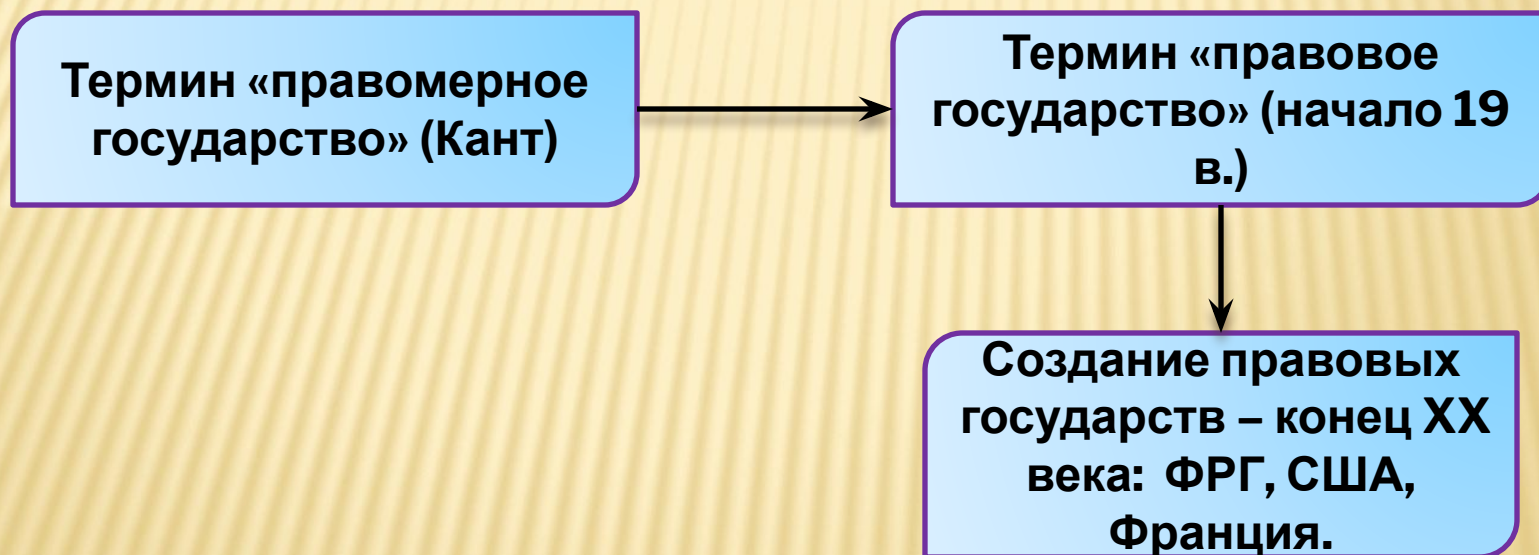 Термин «правомерное
государство» (Кант)
Термин «правовое
государство» (начало 19
в.)
Создание правовых
государств – конец XX
века: ФРГ, США,
Франция.